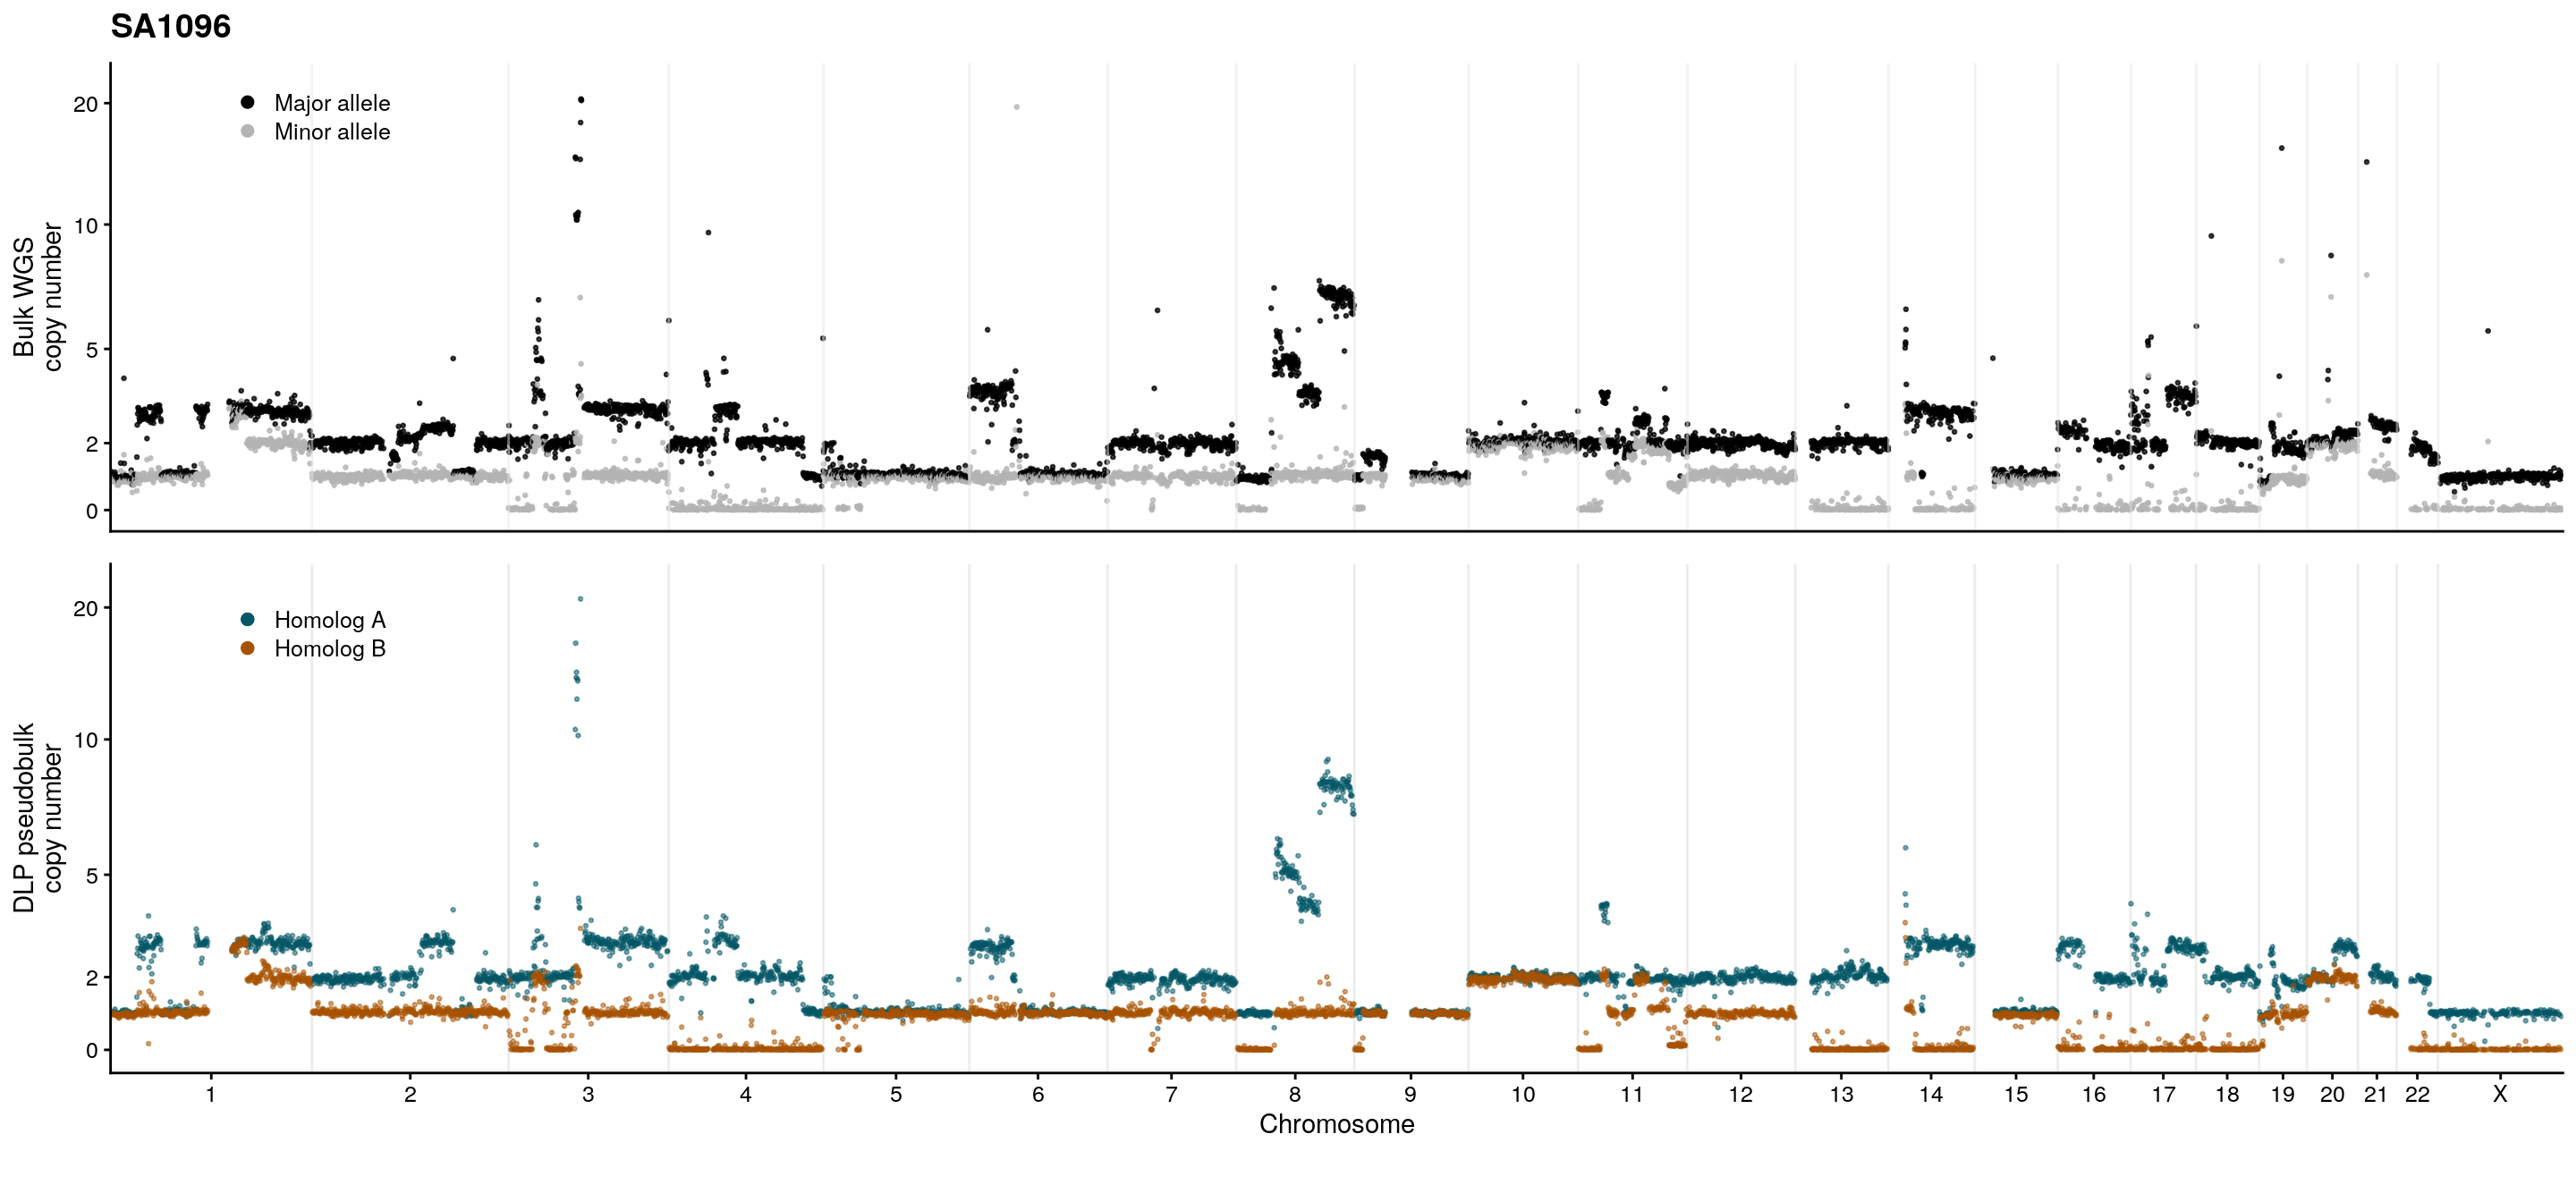 SA1096
Bulk WGS
copy number
20
10
5
2
0
Major allele
Minor allele
DLP pseudobulk
copy number
20
10
5
2
0
Homolog A
Homolog B
1 2 3 4 5 6 7 8 9 10 11 12 13 14 15 16 17 18 19 20 21 22 X
Chromosome